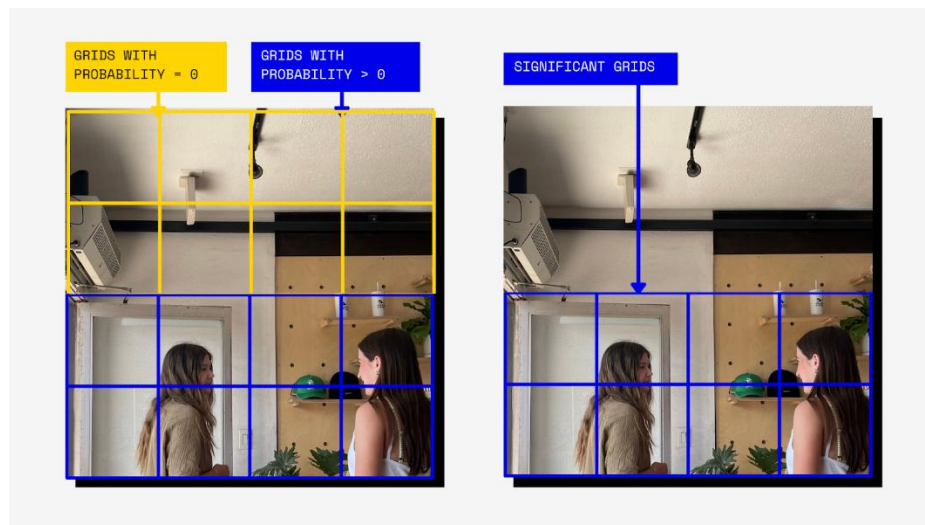 GRIDS WITH
PROBABILITY = 0
GRIDS WITH
PROBABILITY > 0
SIGNIFICANT GRIDS